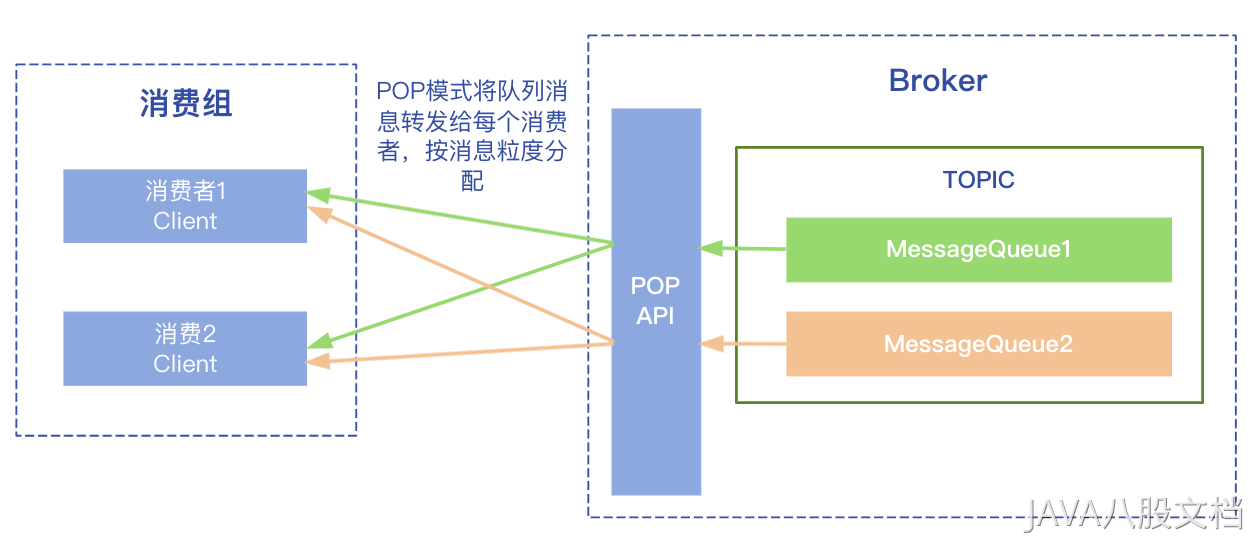 消费组
消费者1
Client
消费2
Client
POP模式将队列消
息转发给每个消费
者，按消息粒度分
配
Broker
POP
API
TOPIC
MessageQueue1
MessageQueue2
JAVA八股文档